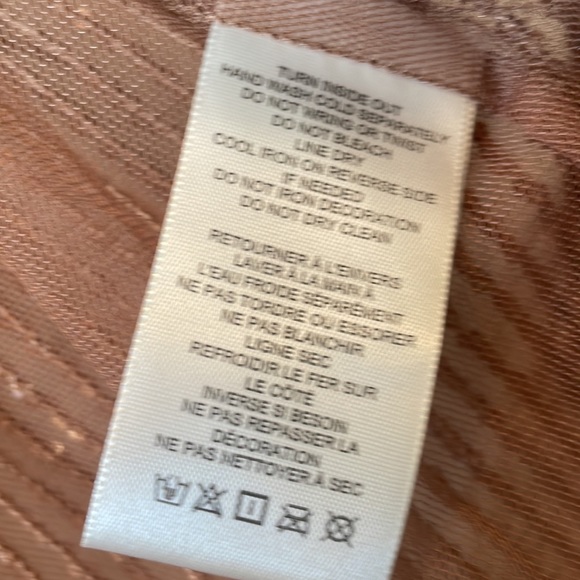 TURN INSIDE OUT
HAND WASH COLD SEPARATELY
DO NOT WRING OR TWIST
DO NOT BLEACH
LINE DRY
COOL IRON ON REVERSE SIDE
IF NEEDED
DO NOT IRON DECORATION
DO NOT DRY CLEAN
RETOURNER À L'ENVERS
LAVER À LA MAIN À
L'EAU FROIDE SÉPARÉMENT
NE PAS TORDRE OU ESSORER
NE PAS BLANCHIR
LIGNE SEC
REFROIDIR LE FER SUR
LE CÔTÉ
INVERSE SI BESOIN
NE PAS REPASSER LA
DÉCORATION
NE PAS NETTOYER À SEC